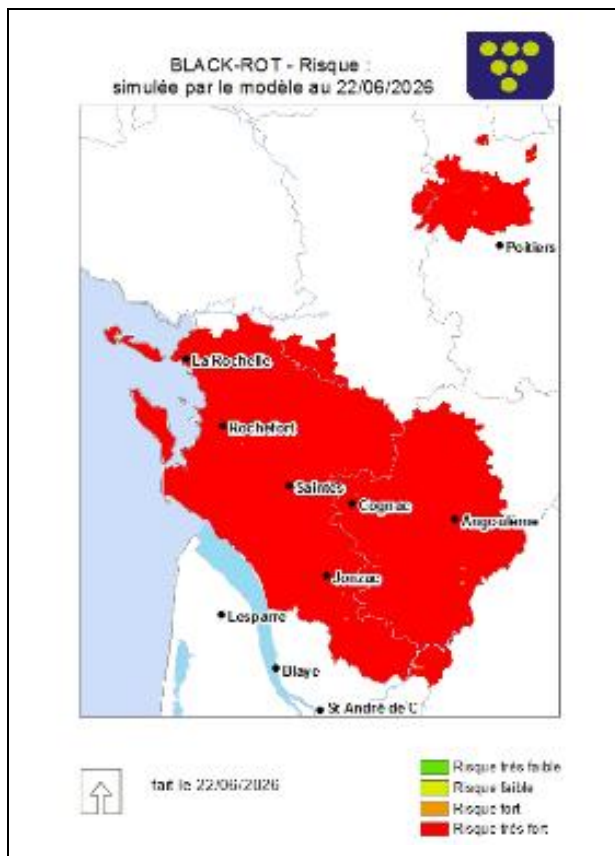 BLACK-ROT - Risque :
simulée par le modèle au 22/06/2026
Poitiers
La Rochelle
Rochefort
Saintes
Cognac
Angoulème
Jonzac
Lesparre
Blaye
St André de C
fait le 22/06/2026
Risque très faible
Risque faible
Risque fort
Risque très fort